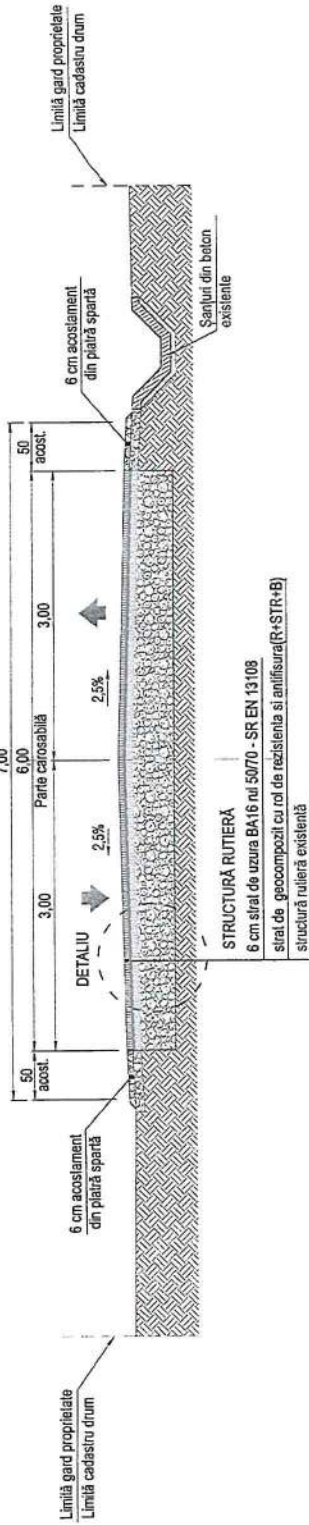 Limită gard proprietate
Limită cadastru drum
6 cm acostament
din piatră spartă
50
acost.
7,00
6,00
Parte carosabilă
3,00
3,00
2,5%
2,5%
DETALIU
50
acost.
6 cm acostament
din piatră spartă
Limită gard proprietate
Limită cadastru drum
Șanțuri din beton
existente
STRUCTURĂ RUTIERĂ
6 cm strat de uzura BA16 rul 50/70 - SR EN 13108
strat de geocompozit cu rol de rezistenta si antifisura(R+STR+B)
structură rutieră existentă